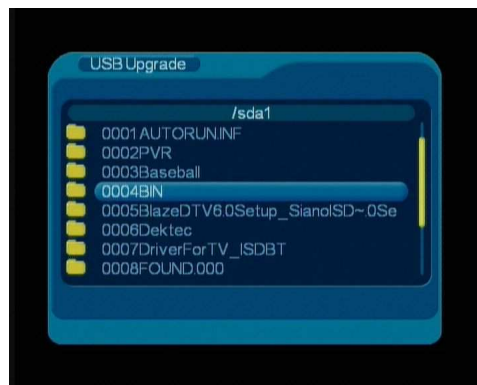 USB Upgrade
/sda1
0001AUTORUN.INF
0002PVR
0003Baseball
0004BIN
0005BlazeDTV6.0Setup_SianoISD~.0Se
0006Dektec
0007DriverForTV_ISDBT
0008FOUND.000